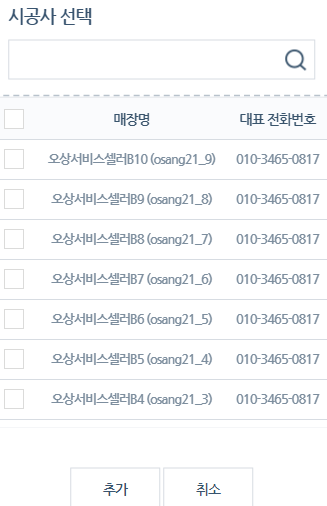 시공사 선택
매장명 대표 전화번호
오상서비스셀러B10 (osang21_9) 010-3465-0817
오상서비스셀러B9 (osang21_8) 010-3465-0817
오상서비스셀러B8 (osang21_7) 010-3465-0817
오상서비스셀러B7 (osang21_6) 010-3465-0817
오상서비스셀러B6 (osang21_5) 010-3465-0817
오상서비스셀러B5 (osang21_4) 010-3465-0817
오상서비스셀러B4 (osang21_3) 010-3465-0817
추가 취소